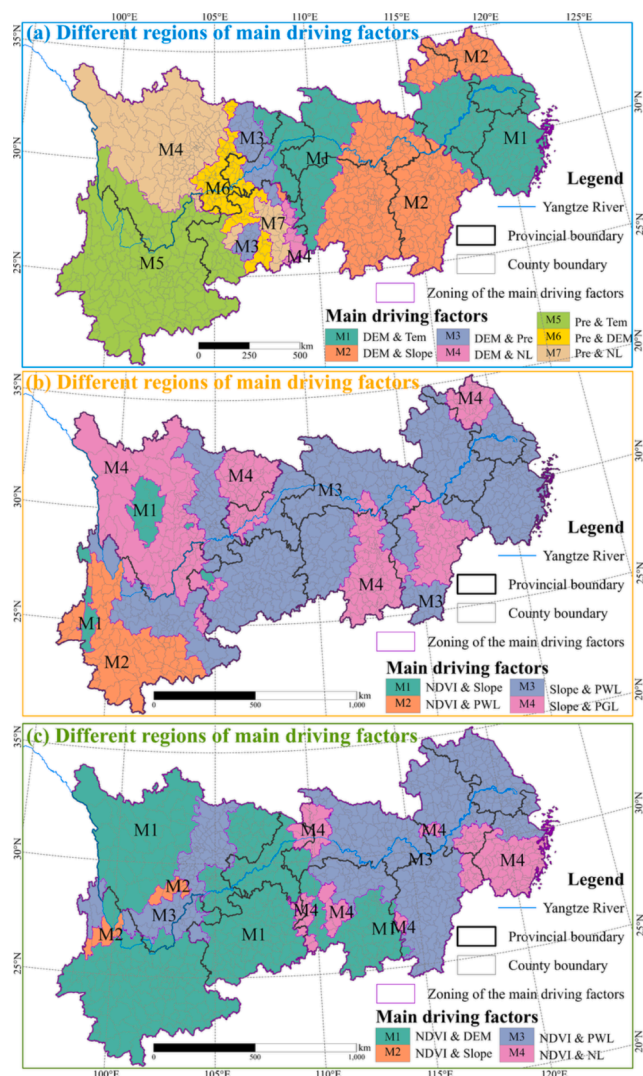 100°E 105°E 110°E 115°E 120°E 125°E
35°N
(a) Different regions of main driving factors
M2
M4
M3
M1
M1
30°N
30°N
M6
M2
M7
Legend
Yangtze River
M3
M4
M5
25°N
25°N
Provincial boundary
County boundary
Zoning of the main driving factors
Main driving factors
M5 Pre & Tem
M1 DEM & Tem M3 DEM & Pre M6 Pre & DEM
M2 DEM & Slope M4 DEM & NL M7 Pre & NL
20°N
km
0 250 500
35°N
(b) Different regions of main driving factors
M4
M4
M4
M3
M1
30°N
30°N
Legend
Yangtze River
M4
Provincial boundary
25°N
25°N
M1
M3
County boundary
M2
Zoning of the main driving factors
Main driving factors
M1 NDVI & Slope M3 Slope & PWL
M2 NDVI & PWL M4 Slope & PGL
20°N
km
0 500 1,000
35°N
(c) Different regions of main driving factors
M1
M4
M4
M3
M4
30°N
30°N
M2
Legend
M3
Yangtze River
M2
M1
M4
M4
M1
M4
Provincial boundary
25°N
25°N
County boundary
Zoning of the main driving factors
Main driving factors
M1 NDVI & DEM M3 NDVI & PWL
M2 NDVI & Slope M4 NDVI & NL
20°N
km
0 500 1,000
100°E 105°E 110°E 115°E 120°E